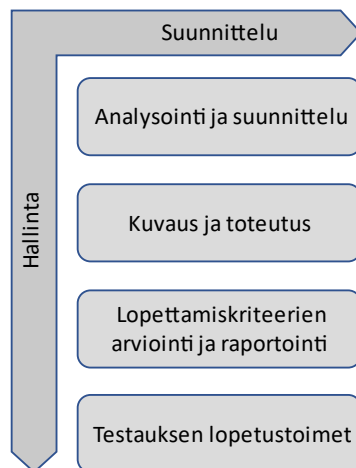 Suunnittelu
Hallinta
Analysointi ja suunnittelu
Kuvaus ja toteutus
Lopettamiskriteerien
arviointi ja raportointi
Testauksen lopetustoimet